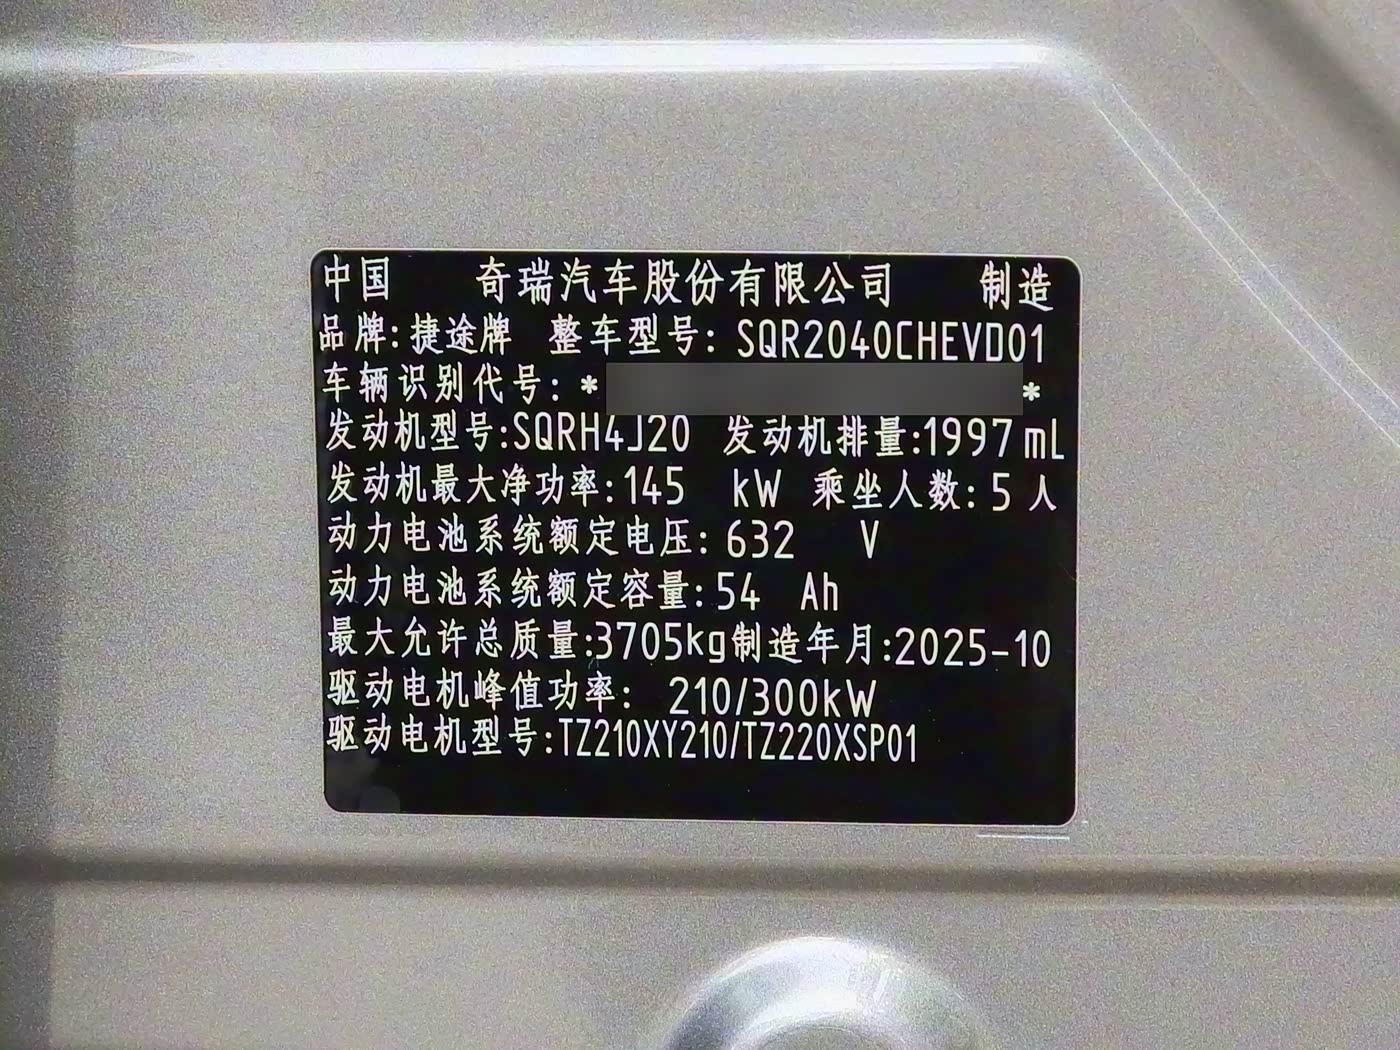 中国 奇瑞汽车股份有限公司 制造
品牌:捷途牌 整车型号: SQR2040CHEVD01
车辆识别代号: * *
发动机型号:SQRH4J20 发动机排量:1997mL
发动机最大净功率:145 kW 乘坐人数:5人
动力电池系统额定电压:632 V
动力电池系统额定容量:54 Ah
最大允许总质量:3705kg制造年月:2025-10
驱动电机峰值功率: 210/300kW
驱动电机型号:TZ210XY210/TZ220XSP01